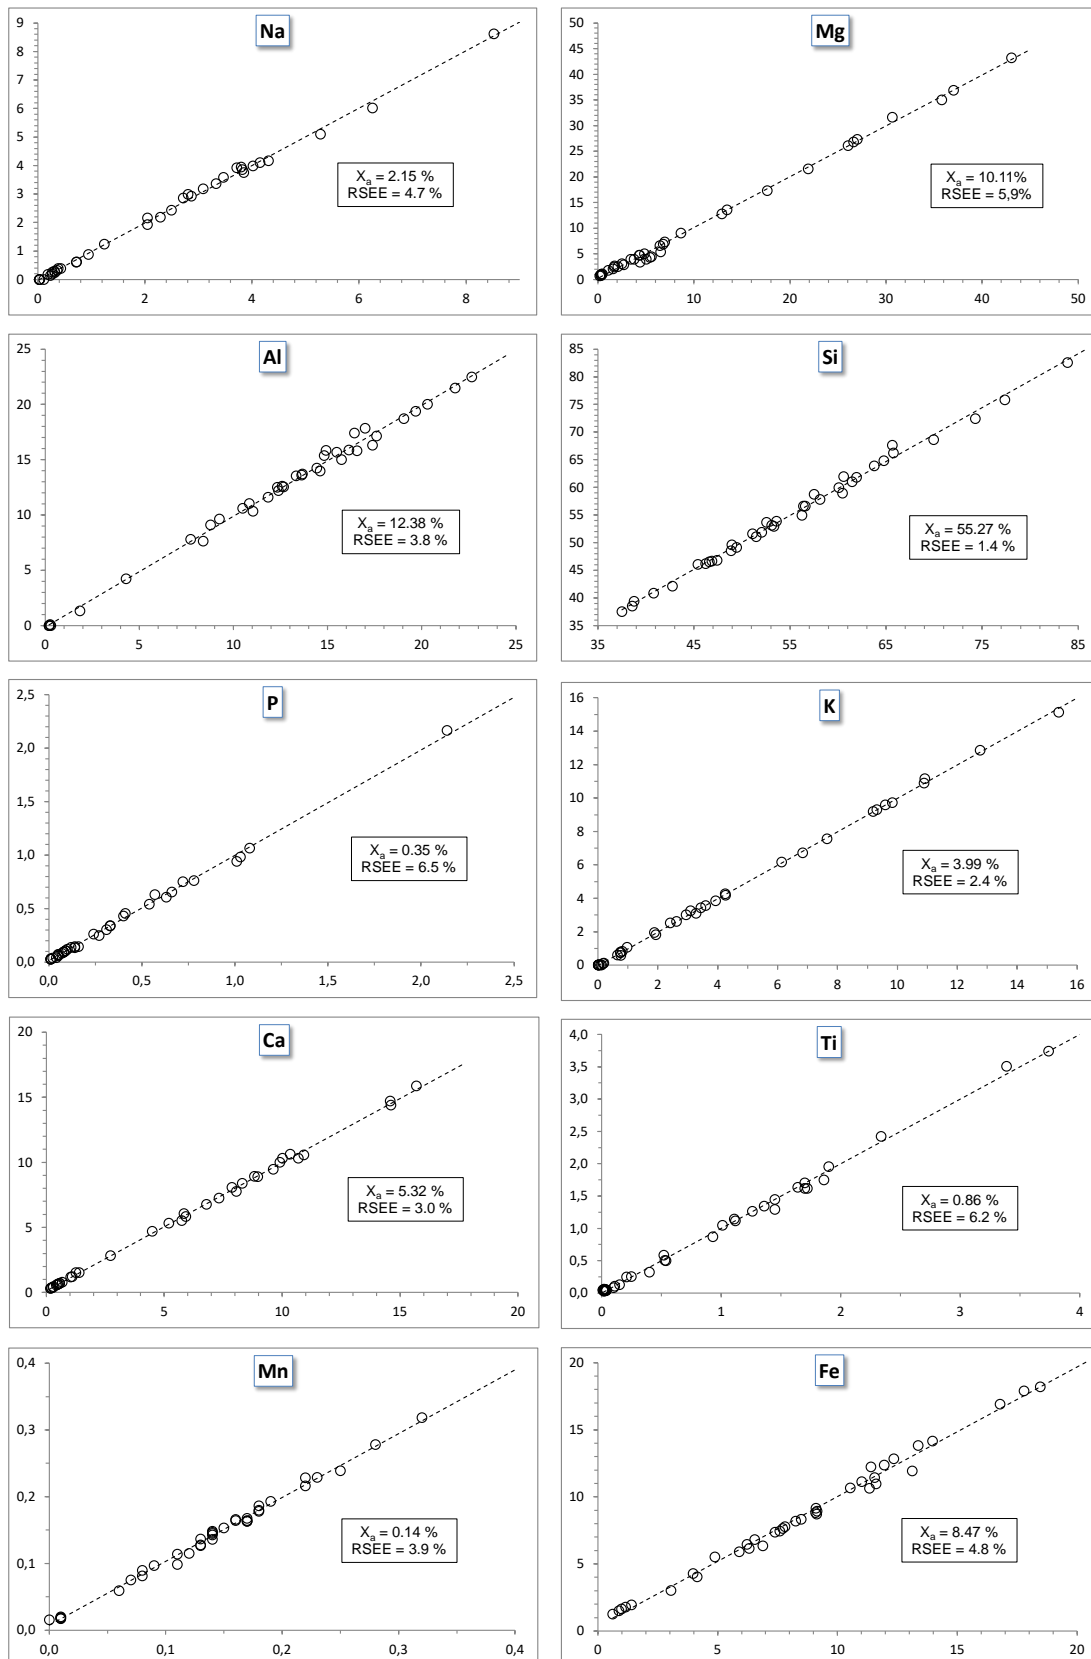 Na
9
8
7
6
5
4
3
2
1
0
0 2 4 6 8
Xa = 2.15 %
RSEE = 4.7 %
Mg
50
45
40
35
30
25
20
15
10
5
0
0 10 20 30 40 50
Xa = 10.11%
RSEE = 5,9%
Al
25
20
15
10
5
0
0 5 10 15 20 25
Xa = 12.38 %
RSEE = 3.8 %
Si
85
80
75
70
65
60
55
50
45
40
35
35 45 55 65 75 85
Xa = 55.27 %
RSEE = 1.4 %
P
2,5
2,0
1,5
1,0
0,5
0,0
0,0 0,5 1,0 1,5 2,0 2,5
Xa = 0.35 %
RSEE = 6.5 %
K
16
14
12
10
8
6
4
2
0
0 2 4 6 8 10 12 14 16
Xa = 3.99 %
RSEE = 2.4 %
Ca
20
15
10
5
0
0 5 10 15 20
Xa = 5.32 %
RSEE = 3.0 %
Ti
4,0
3,5
3,0
2,5
2,0
1,5
1,0
0,5
0,0
0 1 2 3 4
Xa = 0.86 %
RSEE = 6.2 %
Mn
0,4
0,3
0,2
0,1
0,0
0,0 0,1 0,2 0,3 0,4
Xa = 0.14 %
RSEE = 3.9 %
Fe
20
15
10
5
0
0 5 10 15 20
Xa = 8.47 %
RSEE = 4.8 %